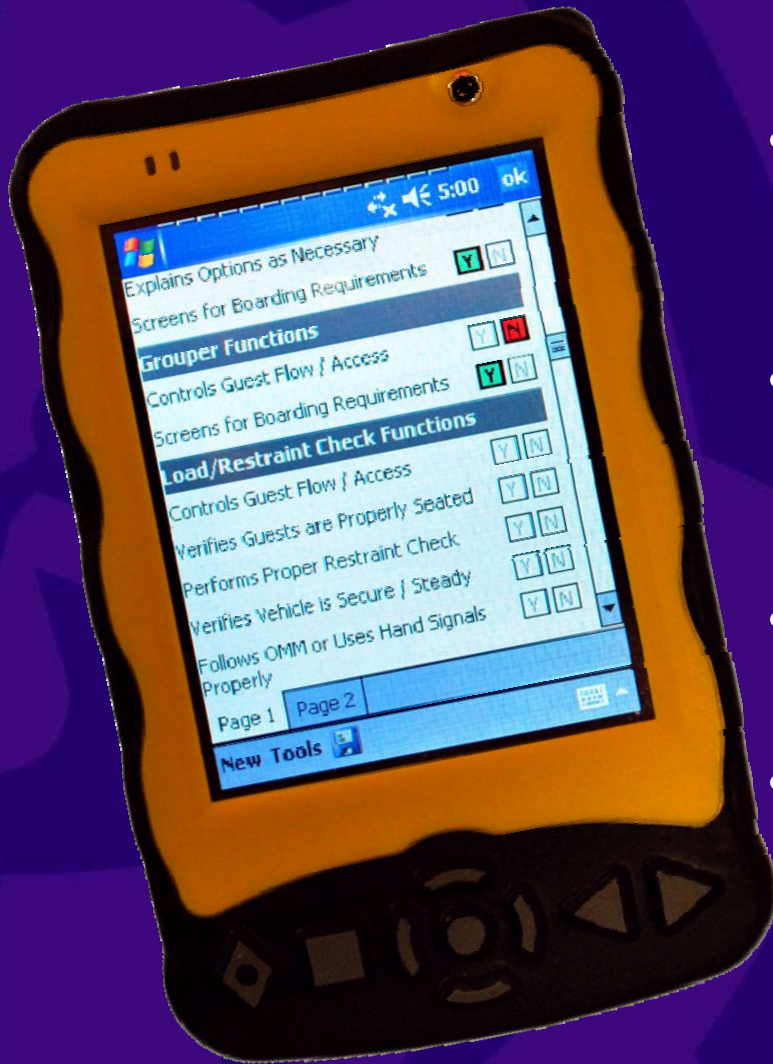 5:00 ok
Explains Options as Necessary
Screens for Boarding Requirements Y N
Grouper Functions
Controls Guest Flow / Access Y N
Screens for Boarding Requirements Y N
Load/Restraint Check Functions
Controls Guest Flow / Access Y N
Verifies Guests are Properly Seated Y N
Performs Proper Restraint Check Y N
Verifies Vehicle is Secure / Steady Y N
Follows OMM or Uses Hand Signals Y N
Properly
Page 1 Page 2
New Tools